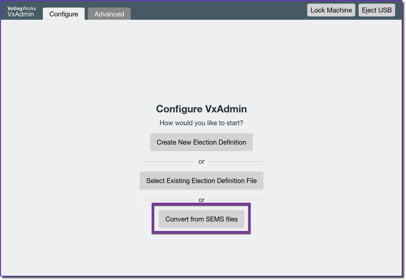 VotingWorks
VxAdmin
Configure
Advanced
Lock Machine
Eject USB
Configure VxAdmin
How would you like to start?
Create New Election Definition
or
Select Existing Election Definition File
or
Convert from SEMS files